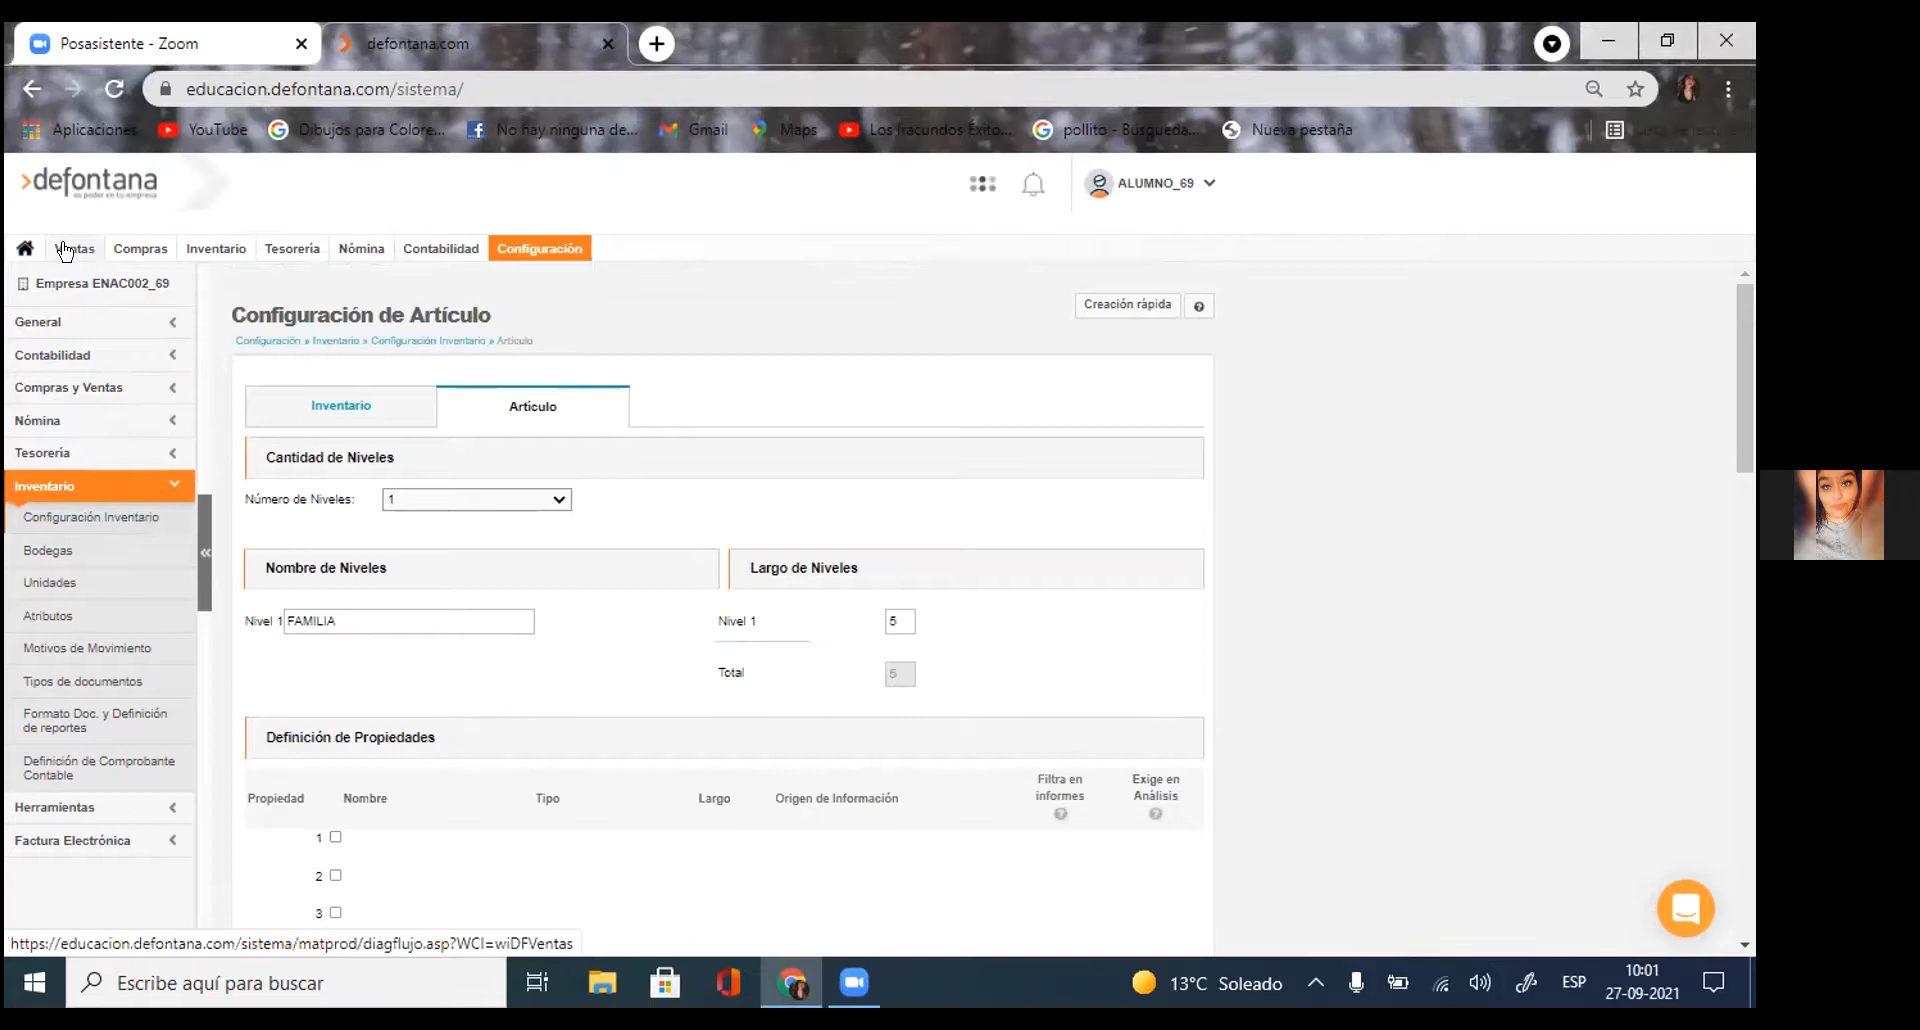 Posasistente - Zoom
defontana.com
educacion.defontana.com/sistema/
Aplicaciones
YouTube
Dibujos para Colore...
No hay ninguna de...
Gmail
Maps
Los Iracundos Éxito...
pollito - Búsqueda...
Nueva pestaña
defontana
ALUMNO_69
Compras
Inventario
Tesorería
Nómina
Contabilidad
Configuración
Empresa ENAC002_69
General
Contabilidad
Compras y Ventas
Nómina
Tesorería
Inventario
Configuración Inventario
Bodegas
Unidades
Atributos
Motivos de Movimiento
Tipos de documentos
Formato Doc. y Definición
de reportes
Definición de Comprobante
Contable
Herramientas
Factura Electrónica
Configuración de Artículo
Creación rápida
Configuración » Inventario » Configuración Inventario » Artículo
Inventario
Artículo
Cantidad de Niveles
Número de Niveles: 1
Nombre de Niveles
Largo de Niveles
Nivel 1 FAMILIA
Nivel 1 5
Total 5
Definición de Propiedades
Propiedad Nombre Tipo Largo Origen de Información Filtra en informes Exige en Análisis
1
2
3
https://educacion.defontana.com/sistema/matprod/diagflujo.asp?WCI=wiDFVentas
Escribe aquí para buscar
13°C Soleado
ESP
10:01
27-09-2021